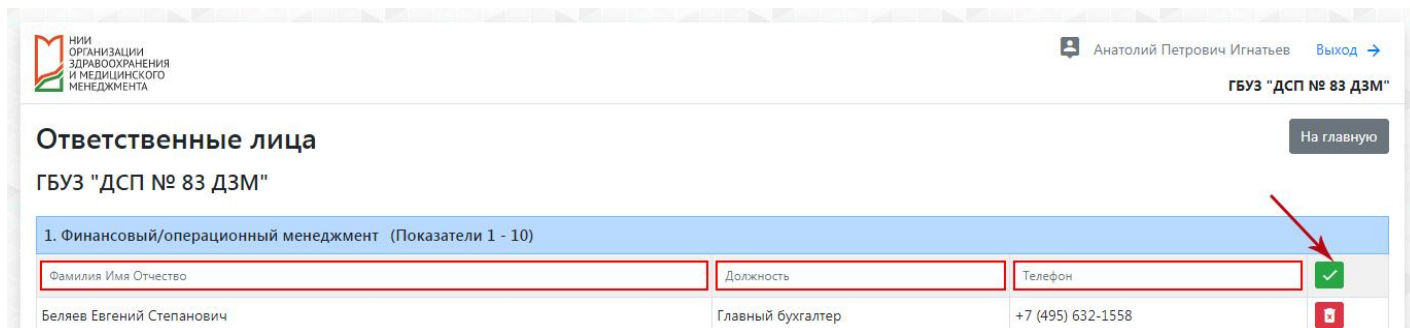 НИИ
ОРГАНИЗАЦИИ
ЗДРАВООХРАНЕНИЯ
И МЕДИЦИНСКОГО
МЕНЕДЖМЕНТА
Анатолий Петрович Игнатьев Выход →
ГБУЗ "ДСП № 83 ДЗМ"
Ответственные лица
На главную
ГБУЗ "ДСП № 83 ДЗМ"
1. Финансовый/операционный менеджмент (Показатели 1 - 10)
Фамилия Имя Отчество Должность Телефон
Беляев Евгений Степанович Главный бухгалтер +7 (495) 632-1558